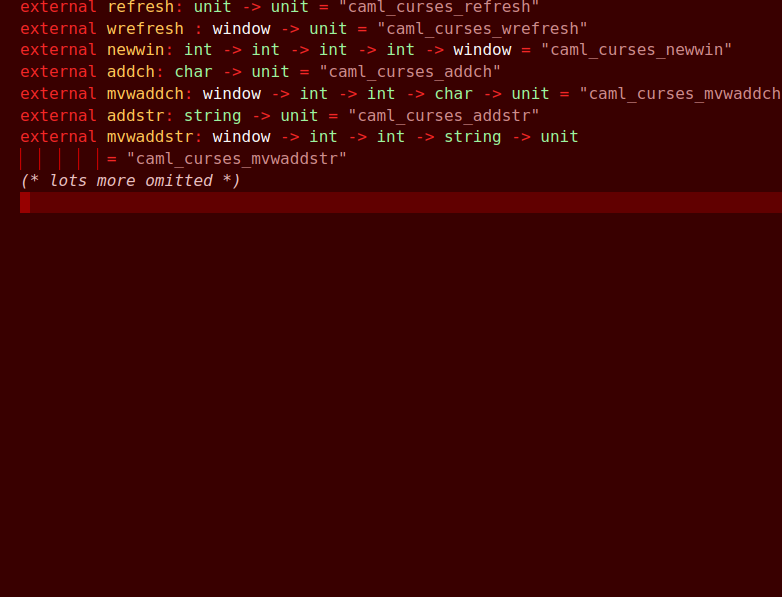 external refresh: unit -> unit = "caml_curses_refresh"
external wrefresh : window -> unit = "caml_curses_wrefresh"
external newwin: int -> int -> int -> int -> window = "caml_curses_newwin"
external addch: char -> unit = "caml_curses_addch"
external mvwaddch: window -> int -> int -> char -> unit = "caml_curses_mvwaddch
external addstr: string -> unit = "caml_curses_addstr"
external mvwaddstr: window -> int -> int -> string -> unit
= "caml_curses_mvwaddstr"
(* lots more omitted *)